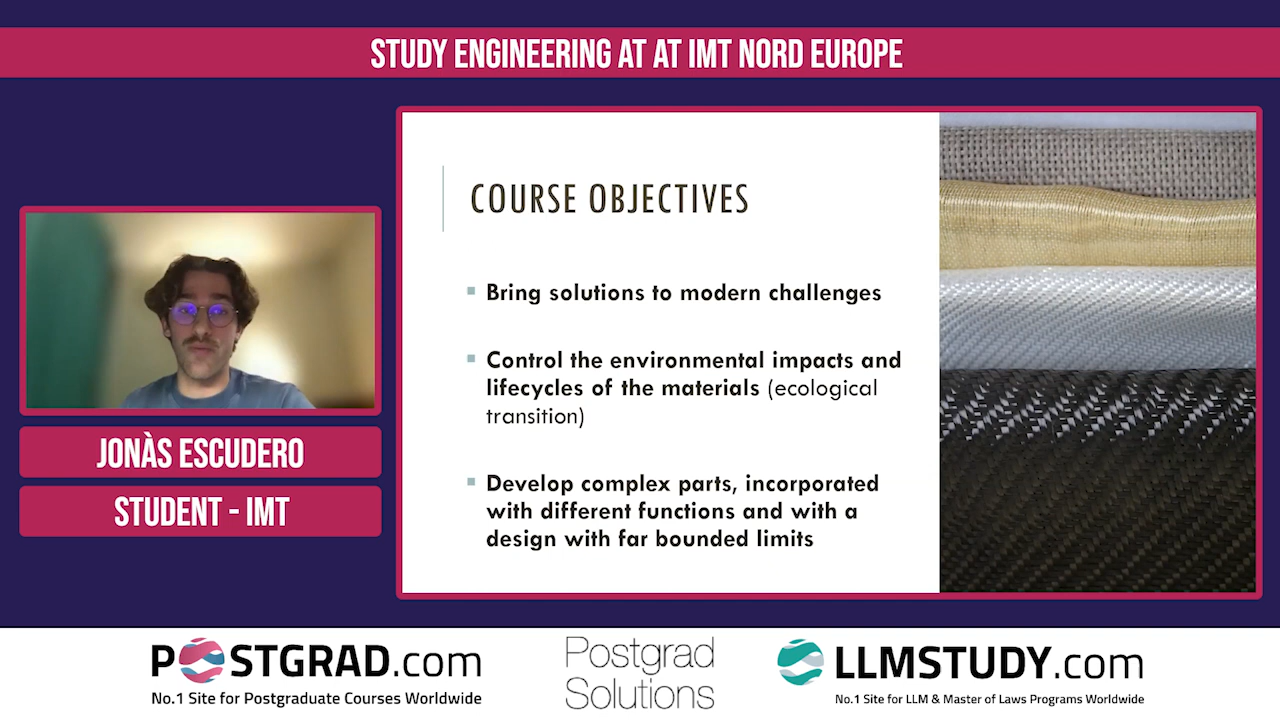 STUDY ENGINEERING AT AT IMT NORD EUROPE
COURSE OBJECTIVES
Bring solutions to modern challenges
Control the environmental impacts and
lifecycles of the materials (ecological
transition)
Develop complex parts, incorporated
with different functions and with a
design with far bounded limits
JONÀS ESCUDERO
STUDENT - IMT
POSTGRAD.com
No.1 Site for Postgraduate Courses Worldwide
Postgrad
Solutions
LLMSTUDY.com
No.1 Site for LLM & Master of Laws Programs Worldwide